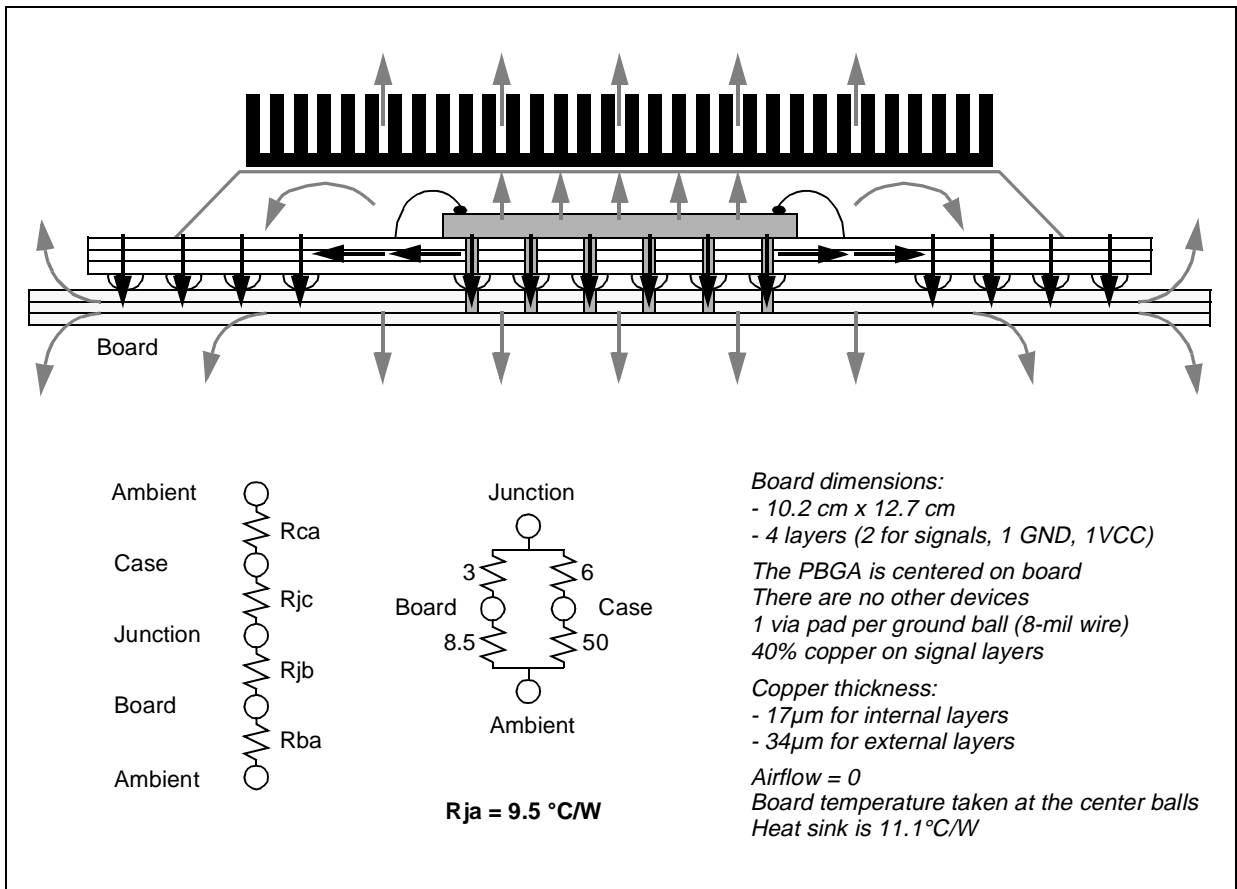 Board
Ambient
Rca
Case
Rjc
Junction
Rjb
Board
Rba
Ambient
Junction
3
6
Board
Case
8.5
50
Ambient
Rja = 9.5 °C/W
Board dimensions:
- 10.2 cm x 12.7 cm
- 4 layers (2 for signals, 1 GND, 1VCC)
The PBGA is centered on board
There are no other devices
1 via pad per ground ball (8-mil wire)
40% copper on signal layers
Copper thickness:
- 17µm for internal layers
- 34µm for external layers
Airflow = 0
Board temperature taken at the center balls
Heat sink is 11.1°C/W